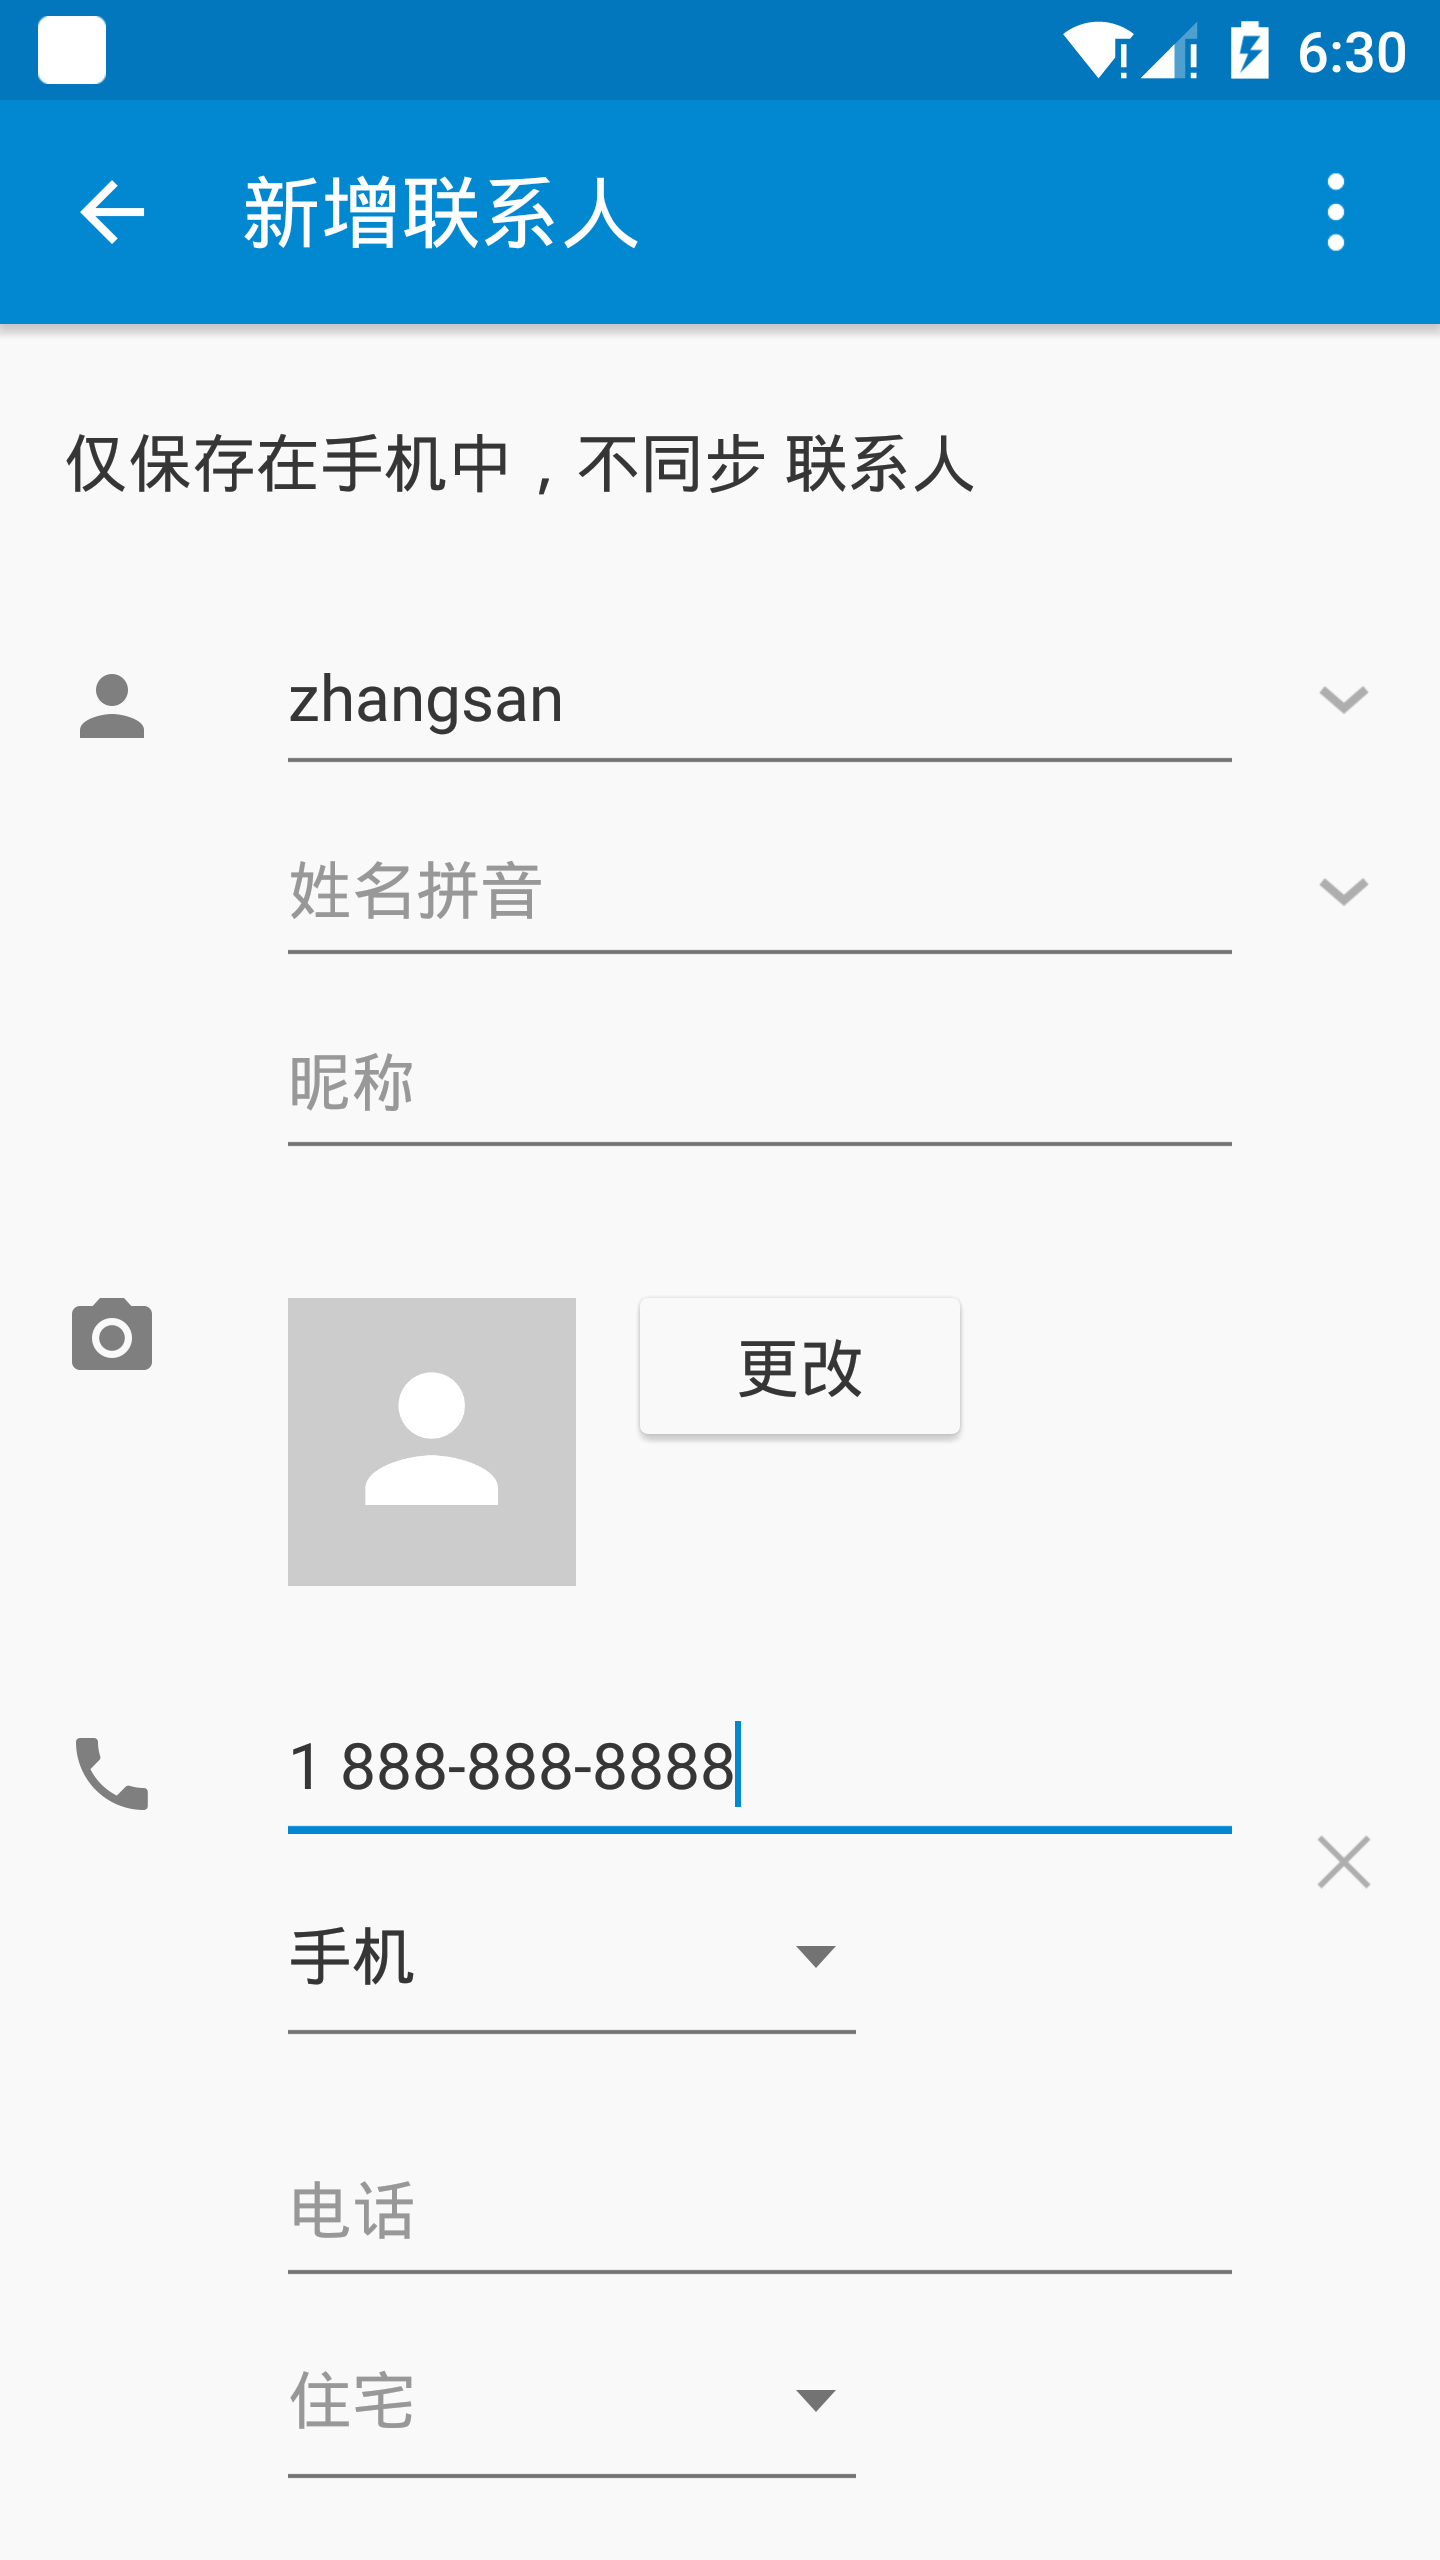 6:30
新增联系人
仅保存在手机中，不同步 联系人
zhangsan
姓名拼音
昵称
更改
1 888-888-8888
手机
电话
住宅